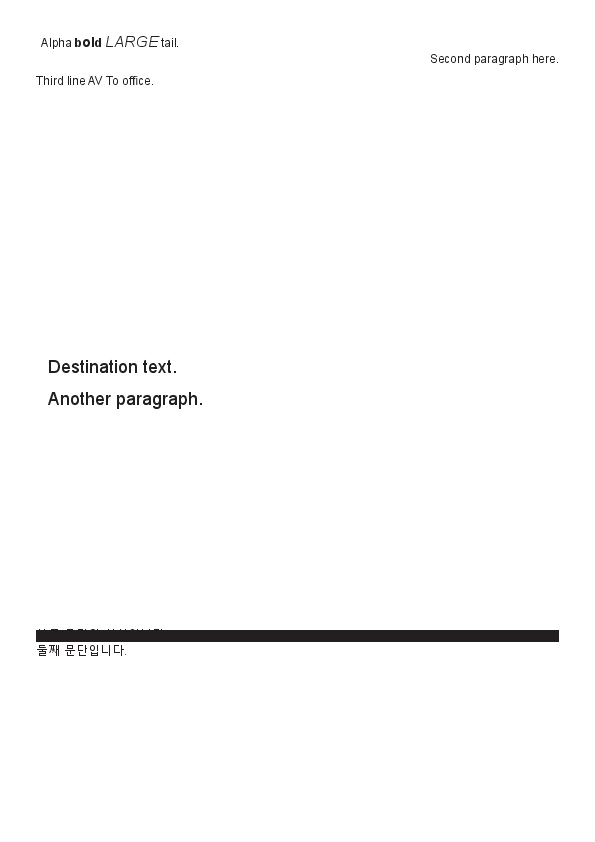 Alpha bold LARGE tail.
Second paragraph here.
Third line AV To office.
Destination text.
Another paragraph.
둘째 문단입니다.